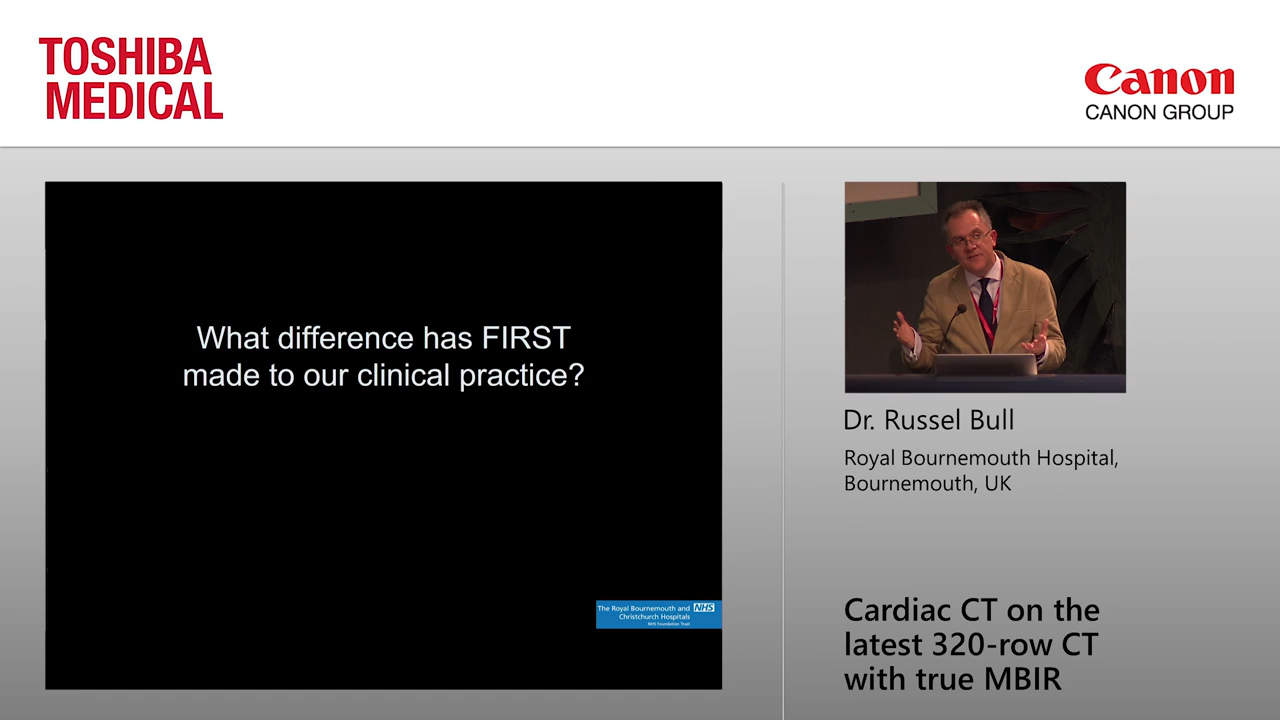 TOSHIBA
MEDICAL
Canon
CANON GROUP
What difference has FIRST
made to our clinical practice?
The Royal Bournemouth and NHS
Christchurch Hospitals
NHS Foundation Trust
Dr. Russel Bull
Royal Bournemouth Hospital,
Bournemouth, UK
Cardiac CT on the
latest 320-row CT
with true MBIR